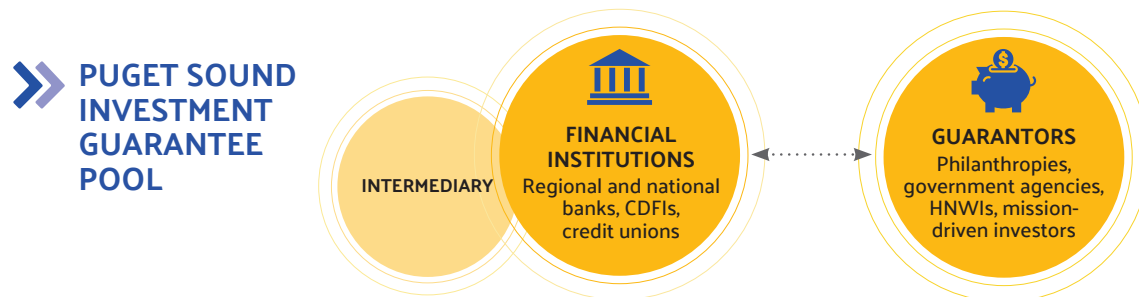 PUGET SOUND
INVESTMENT
GUARANTEE
POOL
INTERMEDIARY
FINANCIAL
INSTITUTIONS
Regional and national
banks, CDFIs,
credit unions
$
GUARANTORS
Philanthropies,
government agencies,
HNWIs, mission-
driven investors